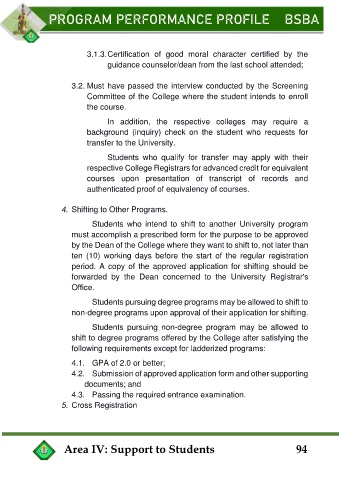 PROGRAM PERFORMANCE PROFILE BSBA
3.1.3. Certification of good moral character certified by the
guidance counselor/dean from the last school attended;
3.2. Must have passed the interview conducted by the Screening
Committee of the College where the student intends to enroll
the course.
In addition, the respective colleges may require a
background (inquiry) check on the student who requests for
transfer to the University.
Students who qualify for transfer may apply with their
respective College Registrars for advanced credit for equivalent
courses upon presentation of transcript of records and
authenticated proof of equivalency of courses.
4. Shifting to Other Programs.
Students who intend to shift to another University program
must accomplish a prescribed form for the purpose to be approved
by the Dean of the College where they want to shift to, not later than
ten (10) working days before the start of the regular registration
period. A copy of the approved application for shifting should be
forwarded by the Dean concerned to the University Registrar's
Office.
Students pursuing degree programs may be allowed to shift to
non-degree programs upon approval of their application for shifting.
Students pursuing non-degree program may be allowed to
shift to degree programs offered by the College after satisfying the
following requirements except for ladderized programs:
4.1. GPA of 2.0 or better;
4.2. Submission of approved application form and other supporting
documents; and
4.3. Passing the required entrance examination.
5. Cross Registration
Area IV: Support to Students 94